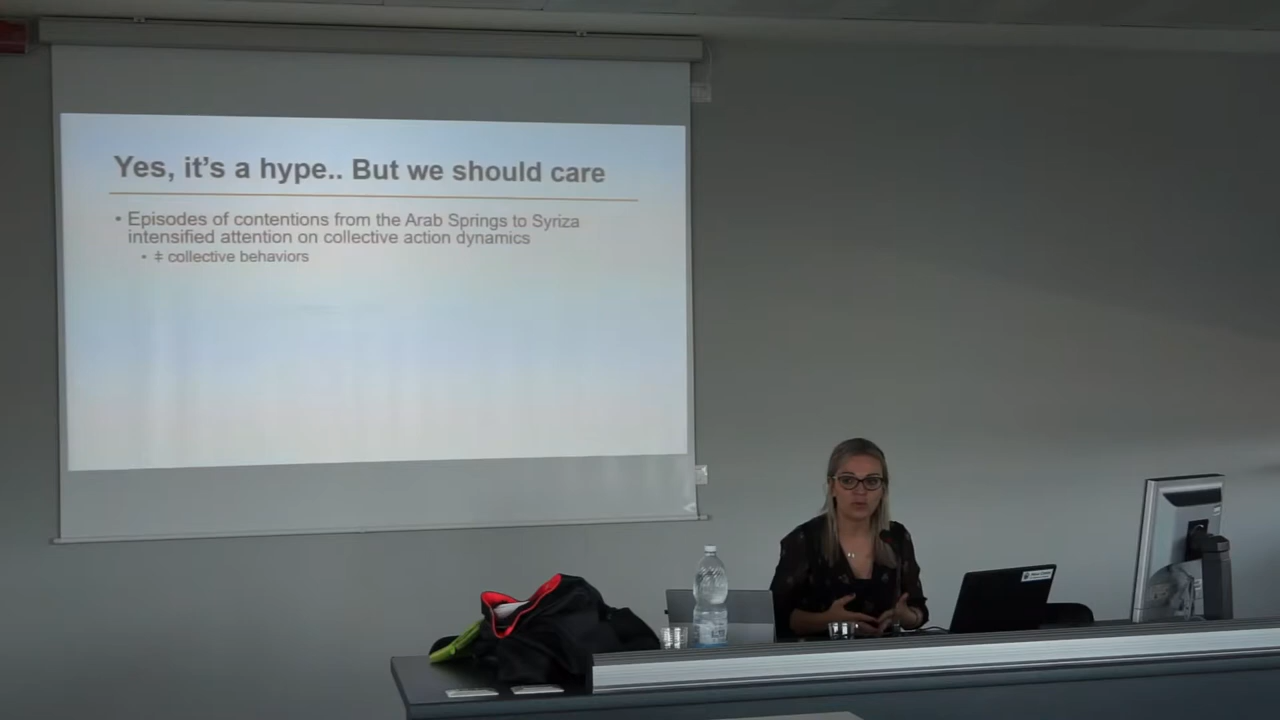 Yes, it's a hype.. But we should care
• Episodes of contentions from the Arab Springs to Syriza
intensified attention on collective action dynamics
• ǂ collective behaviors